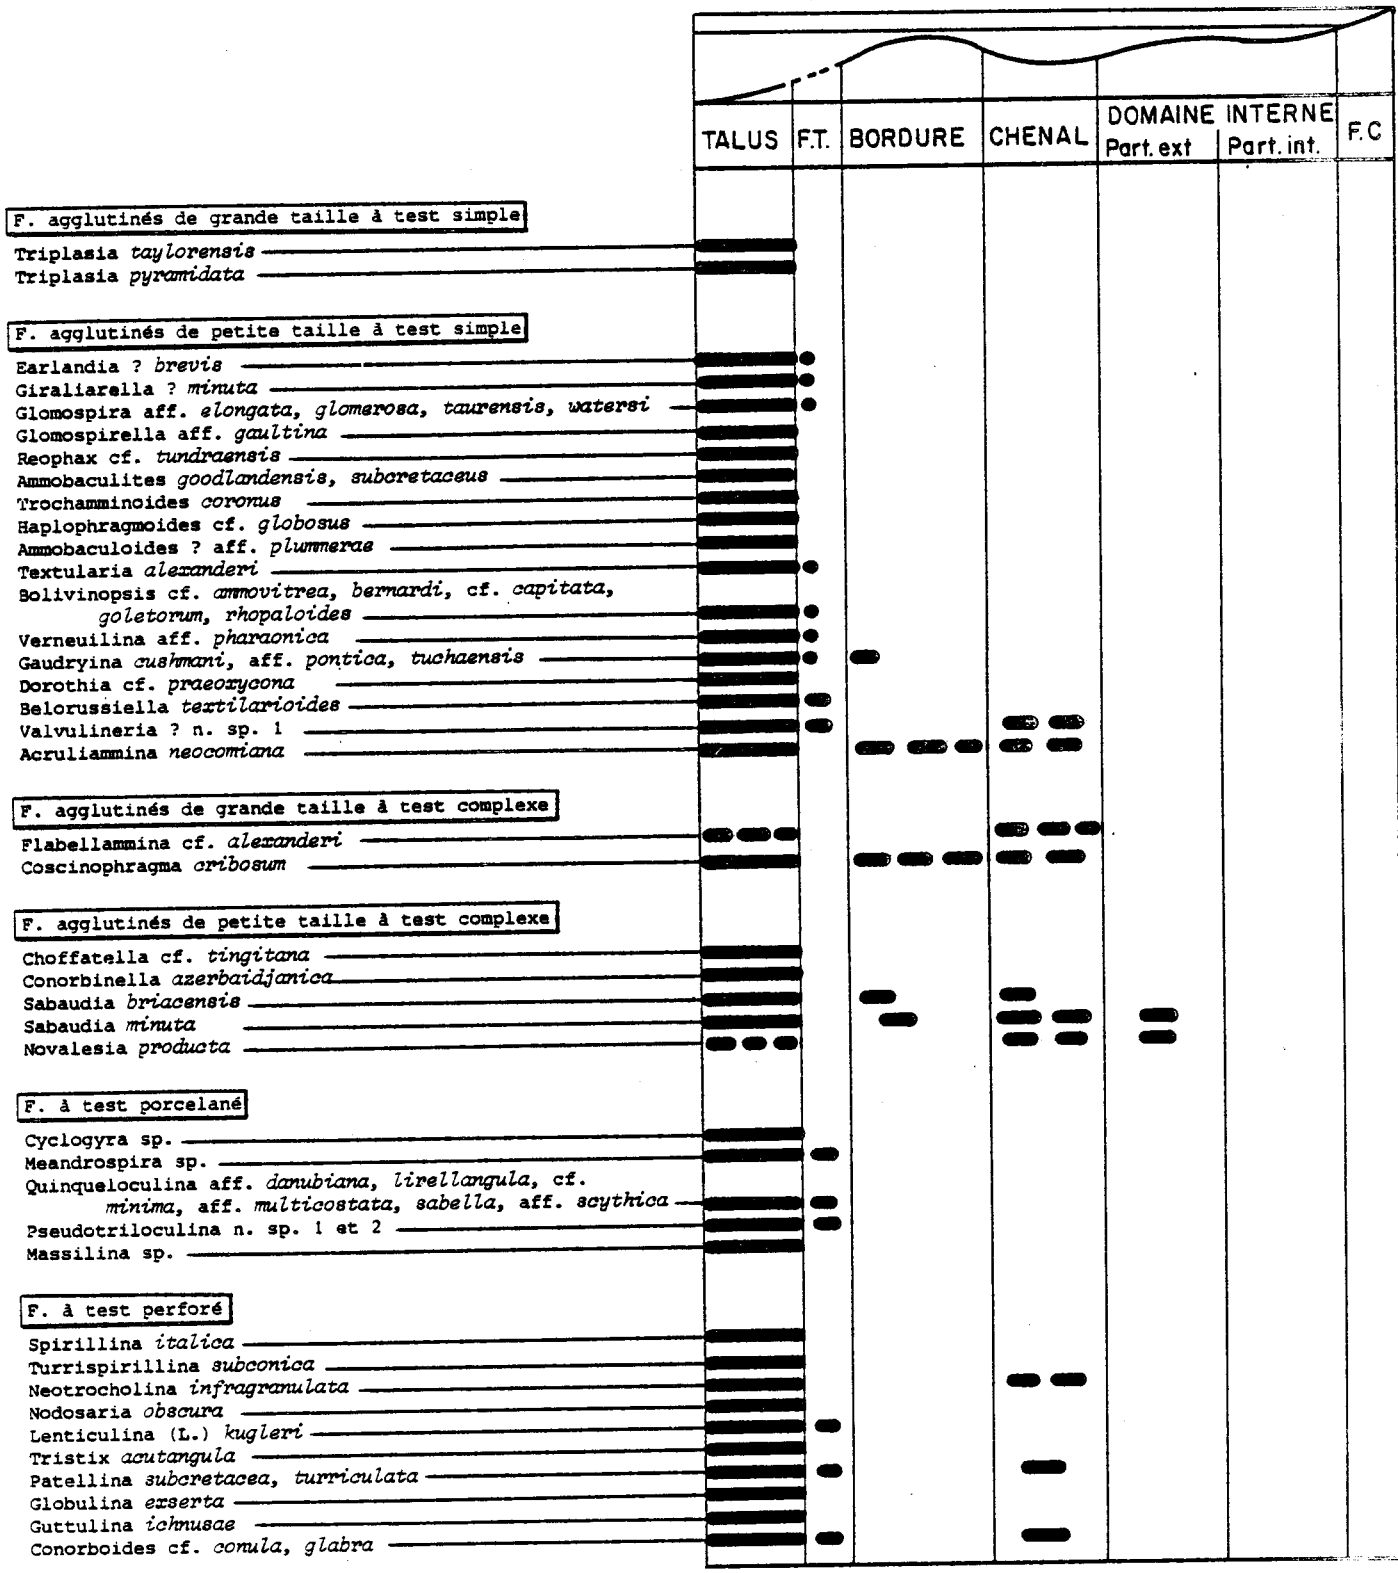 DOMAINE INTERNE
TALUS F.T. BORDURE CHENAL Part. ext Part. int. F.C
F. agglutinés de grande taille à test simple
Triplasia taylorensis
Triplasia pyramidata
F. agglutinés de petite taille à test simple
Earlandia ? brevis
Giraliarella ? minuta
Glomospira aff. elongata, glomerosa, taurensis, watersi
Glomospirella aff. gaultina
Reophax cf. tundraensis
Ammobaculites goodlandensis, subcretaceus
Trochamminoides coronus
Haplophragmoides cf. globosus
Ammobaculoides ? aff. plummerae
Textularia alexanderi
Bolivinopsis cf. ammovitrea, bernardi, cf. capitata,
goletorum, rhopaloides
Verneuilina aff. pharaonica
Gaudryina cushmani, aff. pontica, tuchaensis
Dorothia cf. praeoxycona
Belorussiella textilarioides
Valvulineria ? n. sp. 1
Acruliammina neocomiana
F. agglutinés de grande taille à test complexe
Flabellammina cf. alexanderi
Coscinophragma cribosum
F. agglutinés de petite taille à test complexe
Choffatella cf. tingitana
Conorbinella azerbaidjanica
Sabaudia briacensis
Sabaudia minuta
Novalesia producta
F. à test porcelané
Cyclogyra sp.
Meandrospira sp.
Quinqueloculina aff. danubiana, lirellangula, cf.
minima, aff. multicostata, sabella, aff. scythica
Pseudotriloculina n. sp. 1 et 2
Massilina sp.
F. à test perforé
Spirillina italica
Turrispirillina subconica
Neotrocholina infragranulata
Nodosaria obscura
Lenticulina (L.) kugleri
Tristix acutangula
Patellina subcretacea, turriculata
Globulina exserta
Guttulina ichnusae
Conorboides cf. conula, glabra